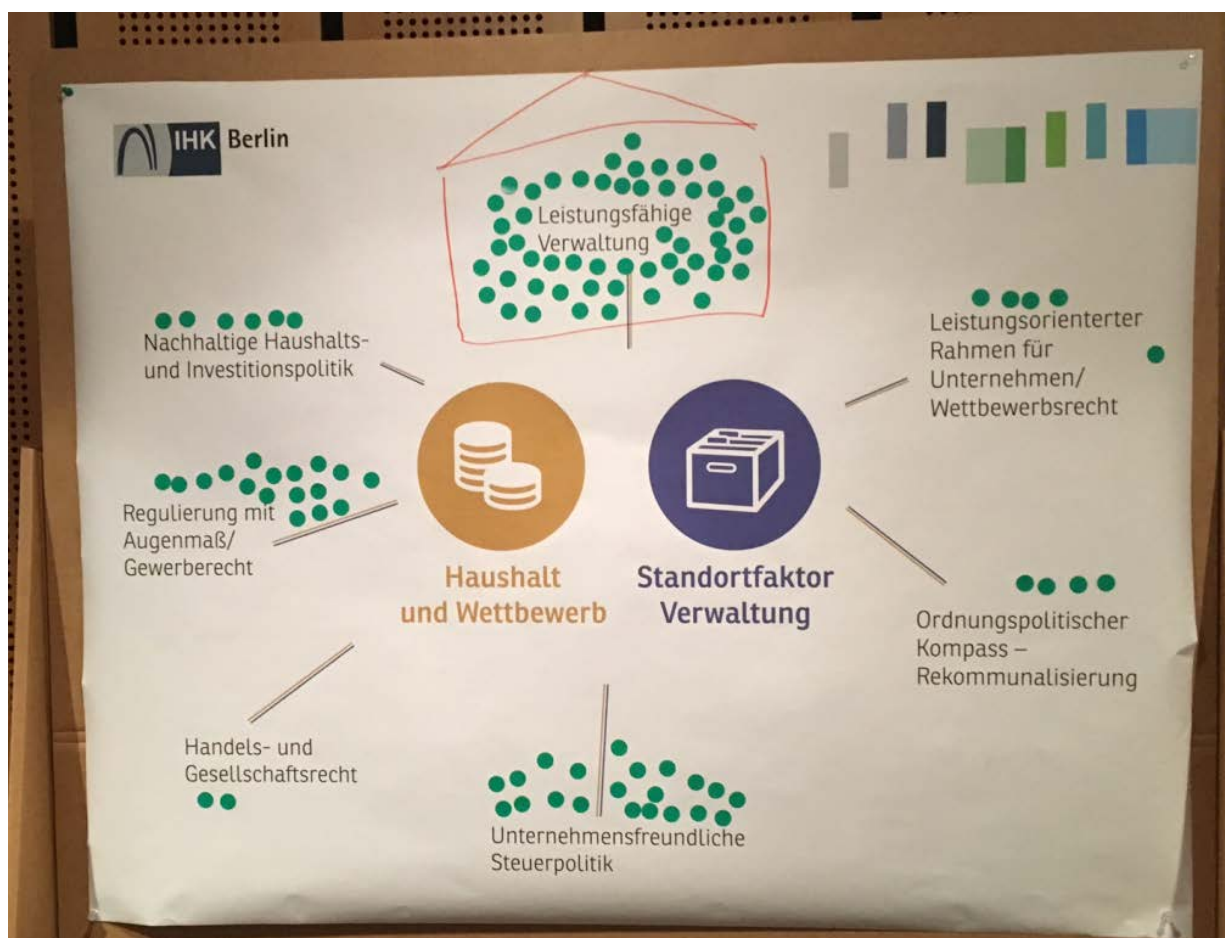 IHK Berlin
Leistungsfähige
Verwaltung
Nachhaltige Haushalts-
und Investitionspolitik
Leistungsorienterter
Rahmen für
Unternehmen/
Wettbewerbsrecht
Regulierung mit
Augenmaß/
Gewerberecht
Haushalt
und Wettbewerb
Standortfaktor
Verwaltung
Ordnungspolitischer
Kompass –
Rekommunalisierung
Handels- und
Gesellschaftsrecht
Unternehmensfreundliche
Steuerpolitik